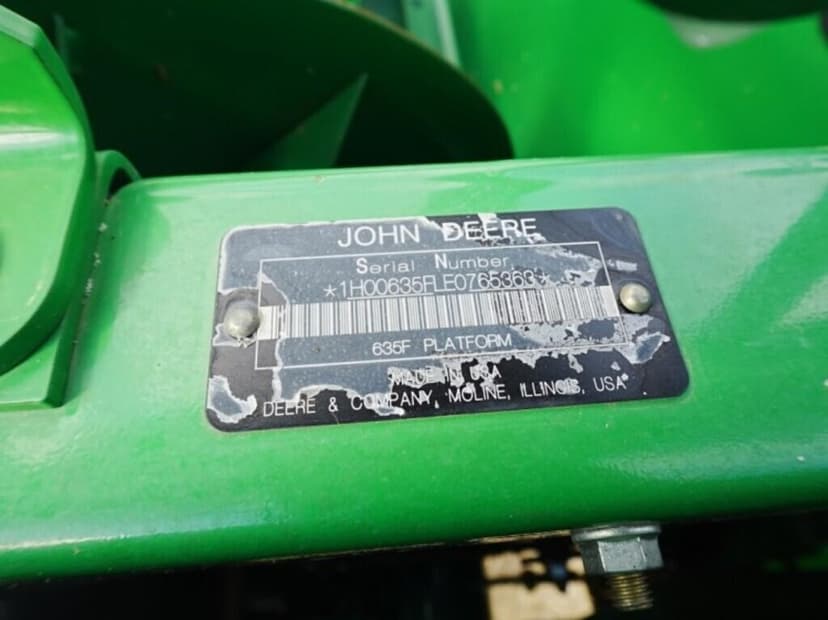 JOHN DEERE
Serial Number
*1H00635FLE0765363*
635F PLATFORM
MADE IN USA
DEERE & COMPANY, MOLINE, ILLINOIS, USA